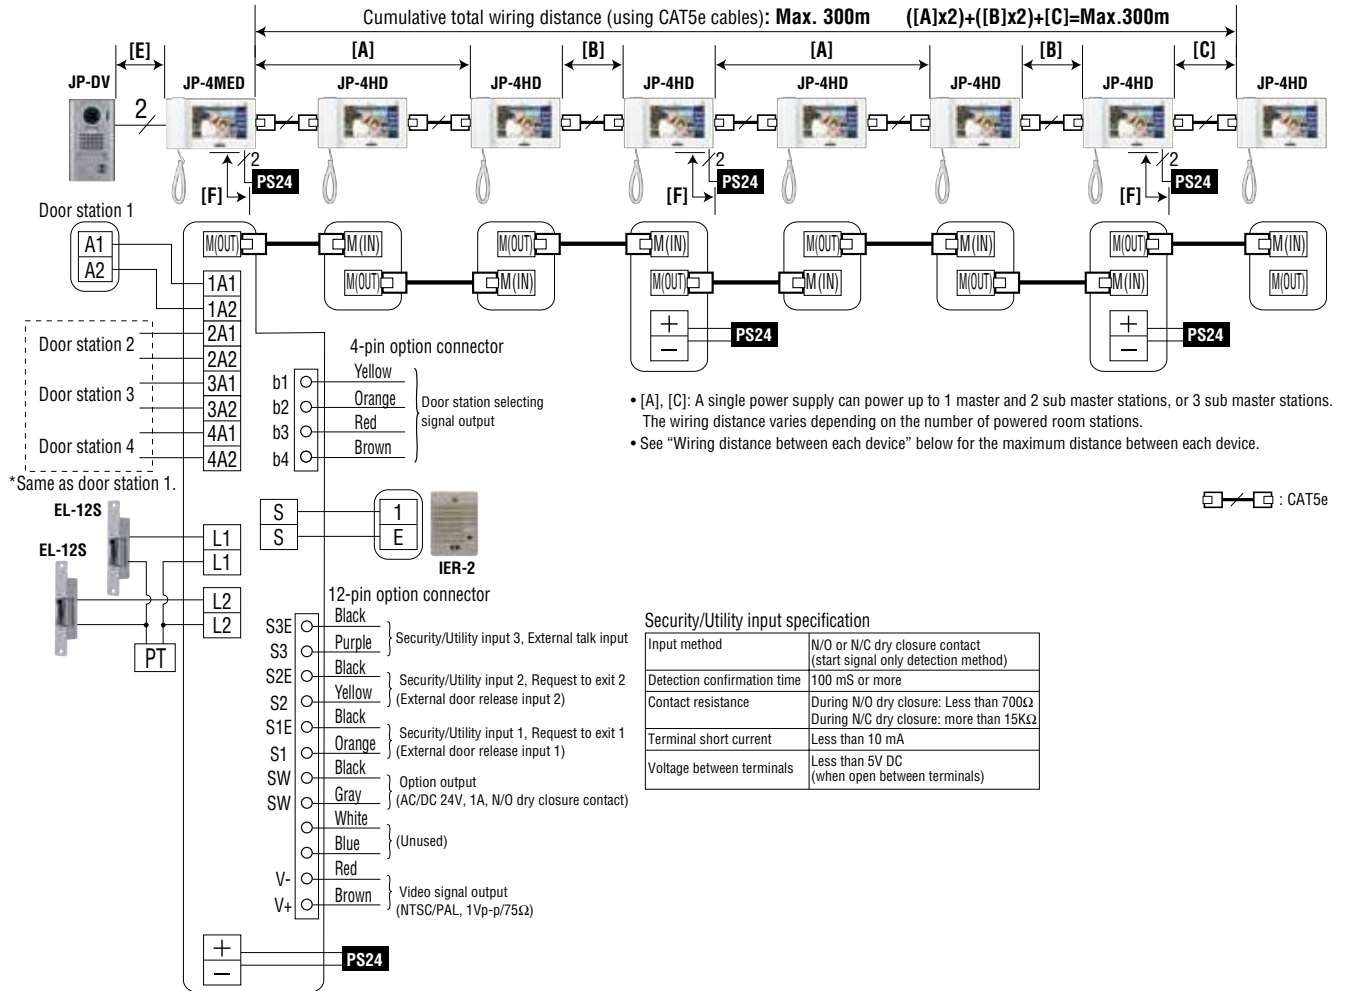 Cumulative total wiring distance (using CAT5e cables): Max. 300m ([A]x2)+([B]x2)+[C]=Max.300m
[E] [A] [B] [A] [B] [C]
JP-DV JP-4MED JP-4HD JP-4HD JP-4HD JP-4HD JP-4HD JP-4HD JP-4HD
2
2 2 2
PS24 PS24 PS24
[F] [F] [F]
Door station 1
A1
A2
M(OUT) M(IN) M(OUT) M(IN) M(OUT) M(IN) M(OUT) M(IN)
M(OUT) M(IN) M(OUT) M(IN) M(OUT) M(IN) M(OUT)
+
−
PS24
+
−
PS24
1A1
1A2
2A1
2A2
3A1
3A2
4A1
4A2
Door station 2
Door station 3
Door station 4
*Same as door station 1.
4-pin option connector
b1 Yellow
b2 Orange
b3 Red
b4 Brown
Door station selecting
signal output
• [A], [C]: A single power supply can power up to 1 master and 2 sub master stations, or 3 sub master stations.
The wiring distance varies depending on the number of powered room stations.
• See “Wiring distance between each device” below for the maximum distance between each device.
: CAT5e
EL-12S
EL-12S
L1
L1
L2
L2
PT
S 1
S E
IER-2
12-pin option connector
S3E Black
S3 Purple
Security/Utility input 3, External talk input
S2E Black
S2 Yellow
Security/Utility input 2, Request to exit 2
(External door release input 2)
S1E Black
S1 Orange
Security/Utility input 1, Request to exit 1
(External door release input 1)
SW Black
SW Gray
Option output
(AC/DC 24V, 1A, N/O dry closure contact)
White
Blue
(Unused)
V- Red
V+ Brown
Video signal output
(NTSC/PAL, 1Vp-p/75Ω)
+
−
PS24
Security/Utility input specification
Input method N/O or N/C dry closure contact
(start signal only detection method)
Detection confirmation time 100 mS or more
Contact resistance During N/O dry closure: Less than 700Ω
During N/C dry closure: more than 15KΩ
Terminal short current Less than 10 mA
Voltage between terminals Less than 5V DC
(when open between terminals)